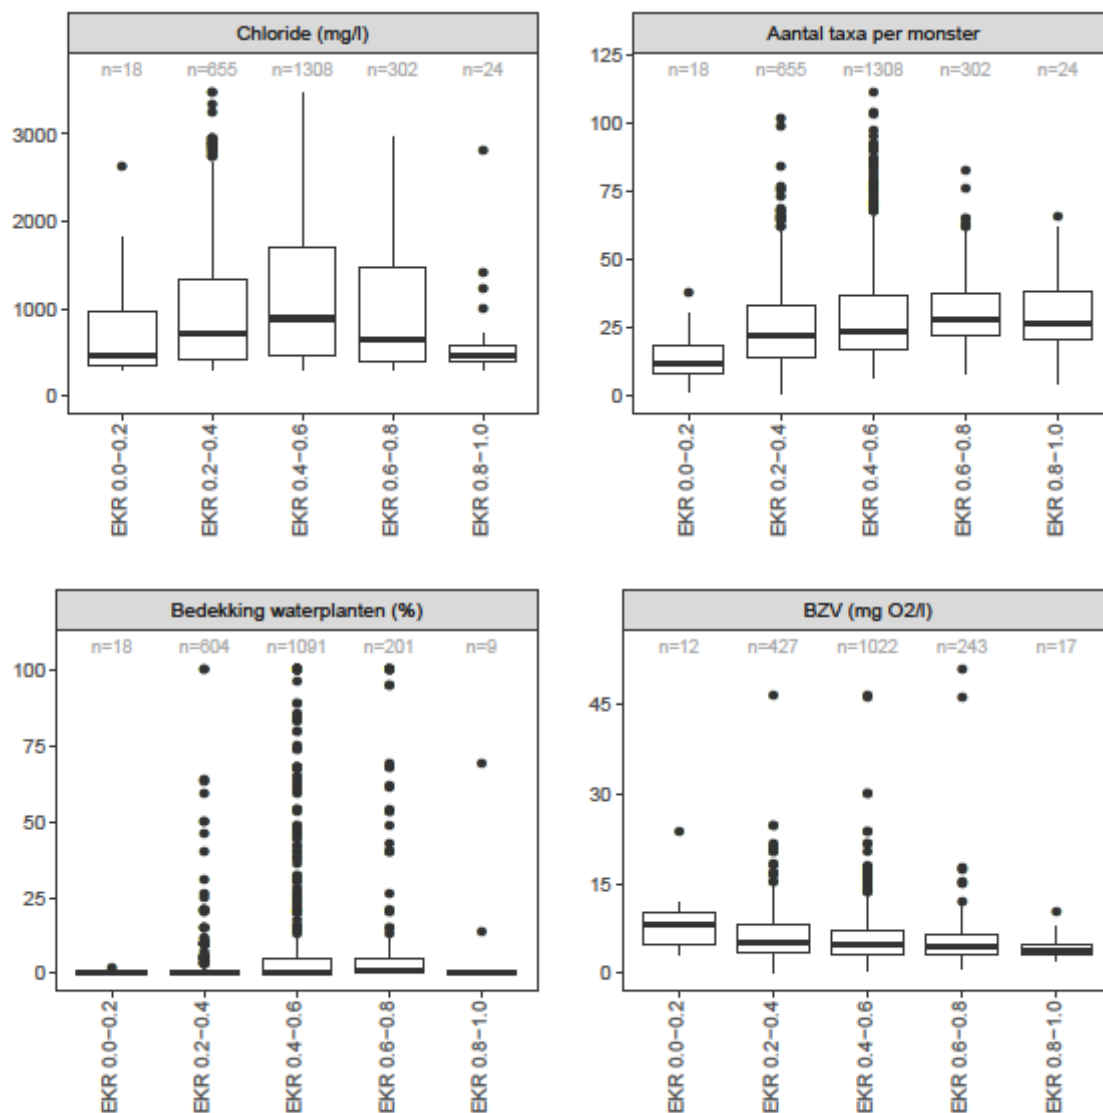 Chloride (mg/l)
n=18 n=655 n=1308 n=302 n=24
3000
2000
1000
0
EKR 0.0−0.2
EKR 0.2−0.4
EKR 0.4−0.6
EKR 0.6−0.8
EKR 0.8−1.0
Aantal taxa per monster
n=18 n=655 n=1308 n=302 n=24
125
100
75
50
25
0
EKR 0.0−0.2
EKR 0.2−0.4
EKR 0.4−0.6
EKR 0.6−0.8
EKR 0.8−1.0
Bedekking waterplanten (%)
n=18 n=604 n=1091 n=201 n=9
100
75
50
25
0
EKR 0.0−0.2
EKR 0.2−0.4
EKR 0.4−0.6
EKR 0.6−0.8
EKR 0.8−1.0
BZV (mg O2/l)
n=12 n=427 n=1022 n=243 n=17
45
30
15
0
EKR 0.0−0.2
EKR 0.2−0.4
EKR 0.4−0.6
EKR 0.6−0.8
EKR 0.8−1.0